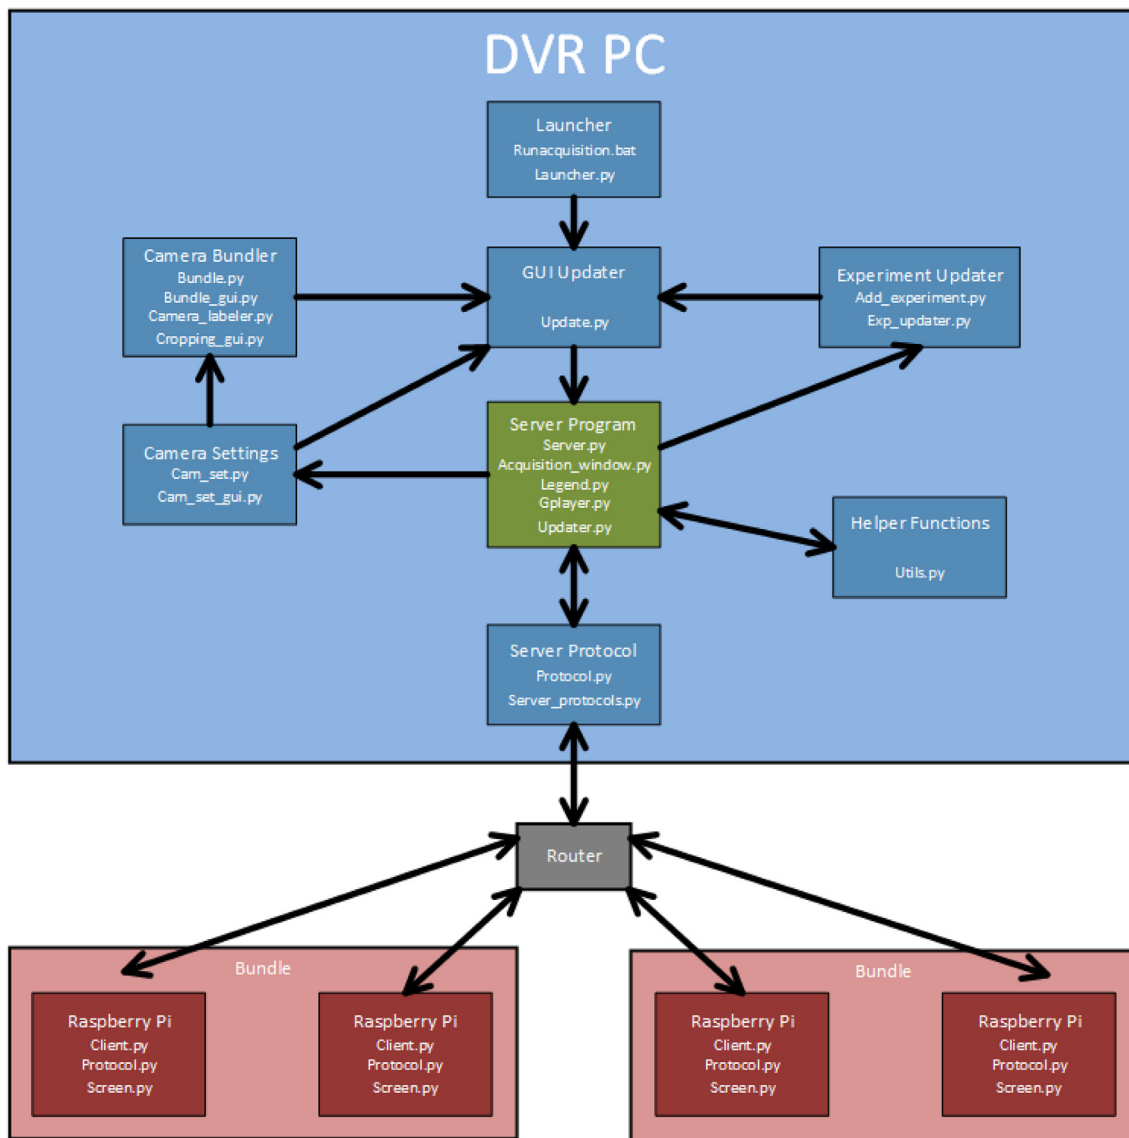 DVR PC
Launcher
Runacquisition.bat
Launcher.py
Camera Bundler
Bundle.py
Bundle_gui.py
Camera_labeler.py
Cropping_gui.py
GUI Updater
Update.py
Experiment Updater
Add_experiment.py
Exp_updater.py
Camera Settings
Cam_set.py
Cam_set_gui.py
Server Program
Server.py
Acquisition_window.py
Legend.py
Gplayer.py
Updater.py
Helper Functions
Utils.py
Server Protocol
Protocol.py
Server_protocols.py
Router
Bundle
Raspberry Pi
Client.py
Protocol.py
Screen.py
Raspberry Pi
Client.py
Protocol.py
Screen.py
Bundle
Raspberry Pi
Client.py
Protocol.py
Screen.py
Raspberry Pi
Client.py
Protocol.py
Screen.py